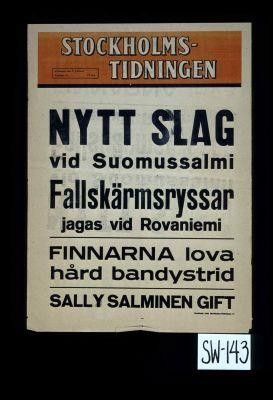 STOCKHOLMS-
TIDNINGEN
NYTT SLAG
vid Suomussalmi
Fallskärmsryssar
jagas vid Rovaniemi
FINNARNA lova
hård bandystrid
SALLY SALMINEN GIFT
SW-143